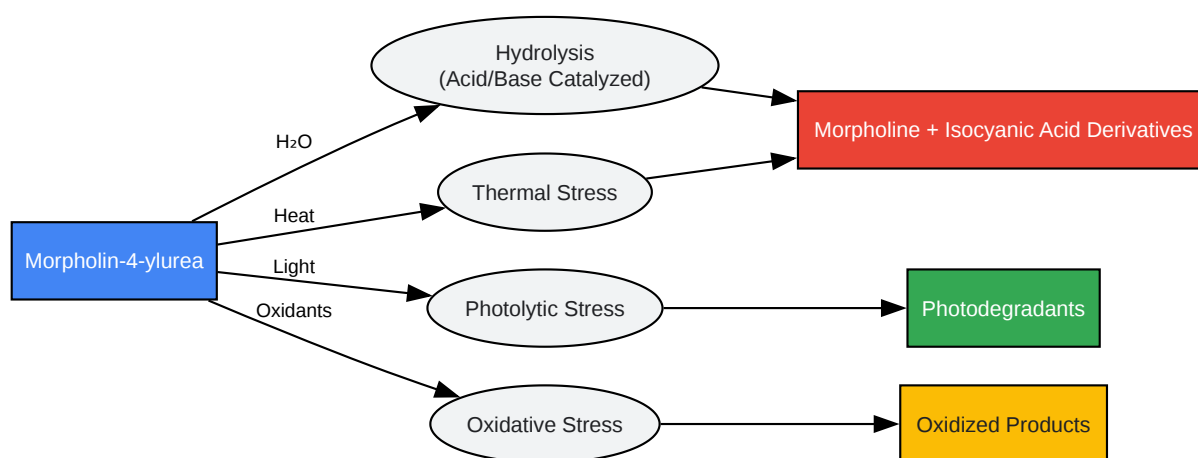 Hydrolysis
(Acid/Base Catalyzed)
H₂O
Morpholine + Isocyanic Acid Derivatives
Thermal Stress
Heat
Morpholin-4-ylurea
Light
Photolytic Stress
Photodegradants
Oxidants
Oxidative Stress
Oxidized Products